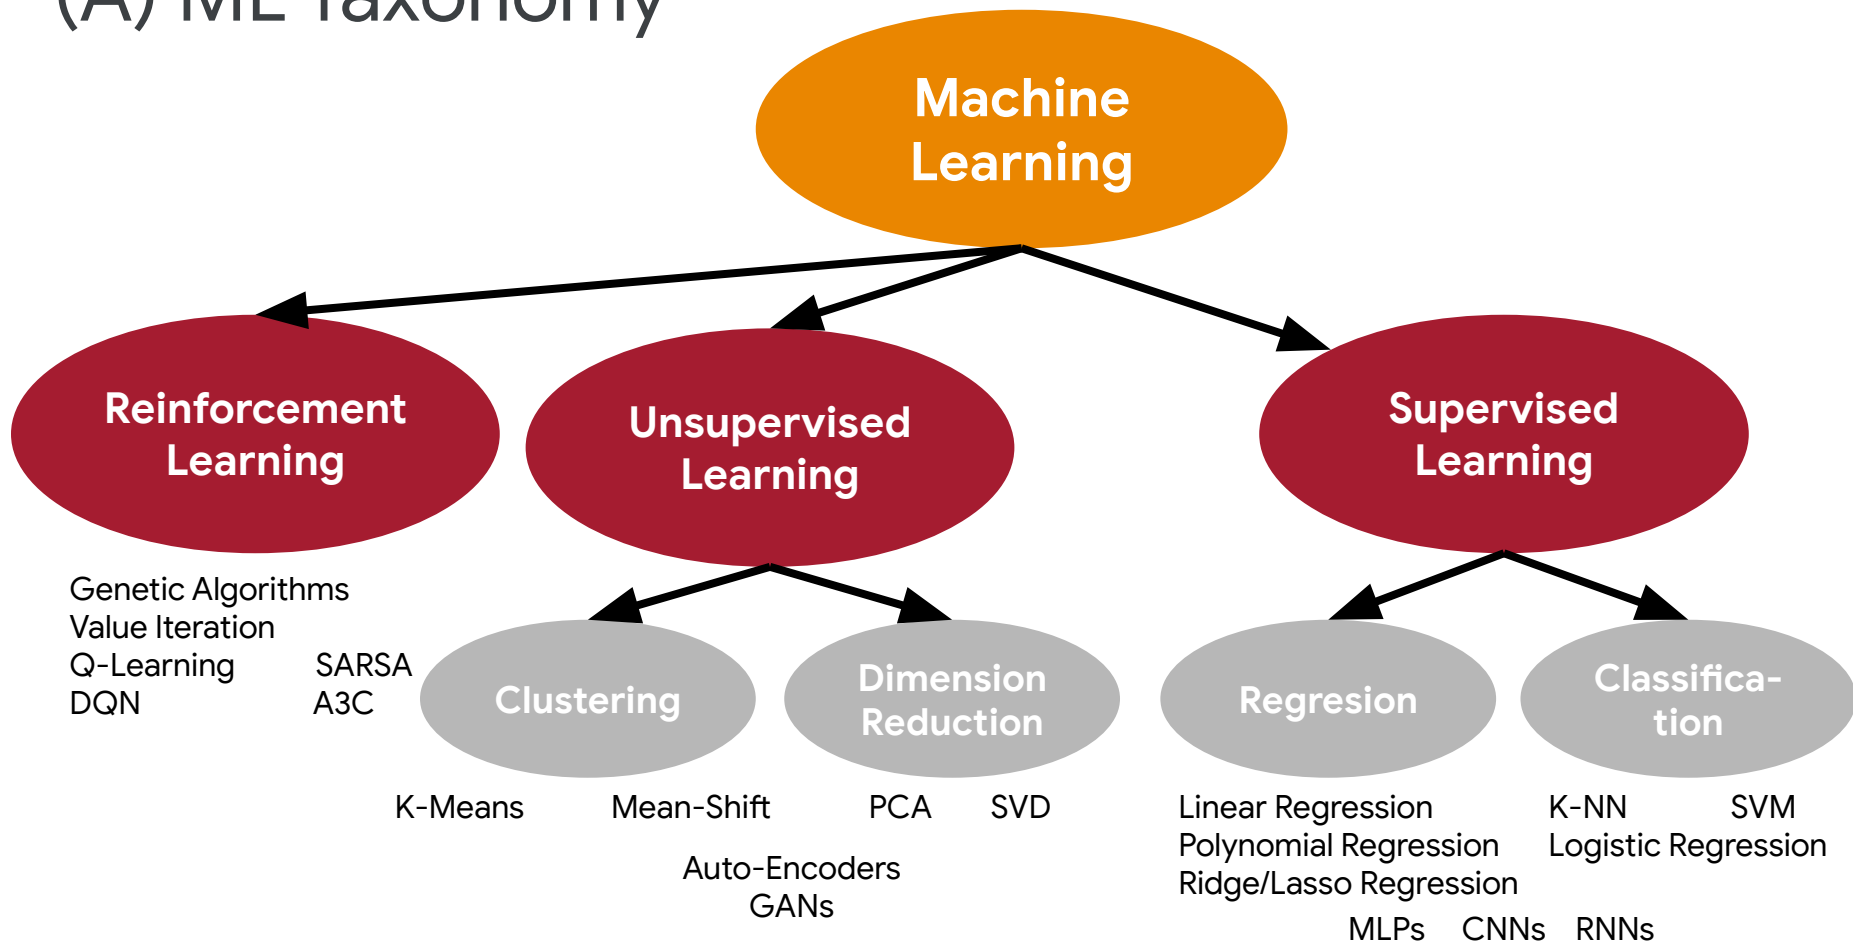 (A) ML Taxonomy
Machine
Learning
Reinforcement
Learning
Unsupervised
Learning
Supervised
Learning
Genetic Algorithms
Value Iteration
Q-Learning SARSA
DQN A3C
Clustering
Dimension
Reduction
Regresion
Classifica-
tion
K-Means Mean-Shift
PCA SVD
Auto-Encoders
GANs
Linear Regression
Polynomial Regression
Ridge/Lasso Regression
K-NN SVM
Logistic Regression
MLPs CNNs RNNs